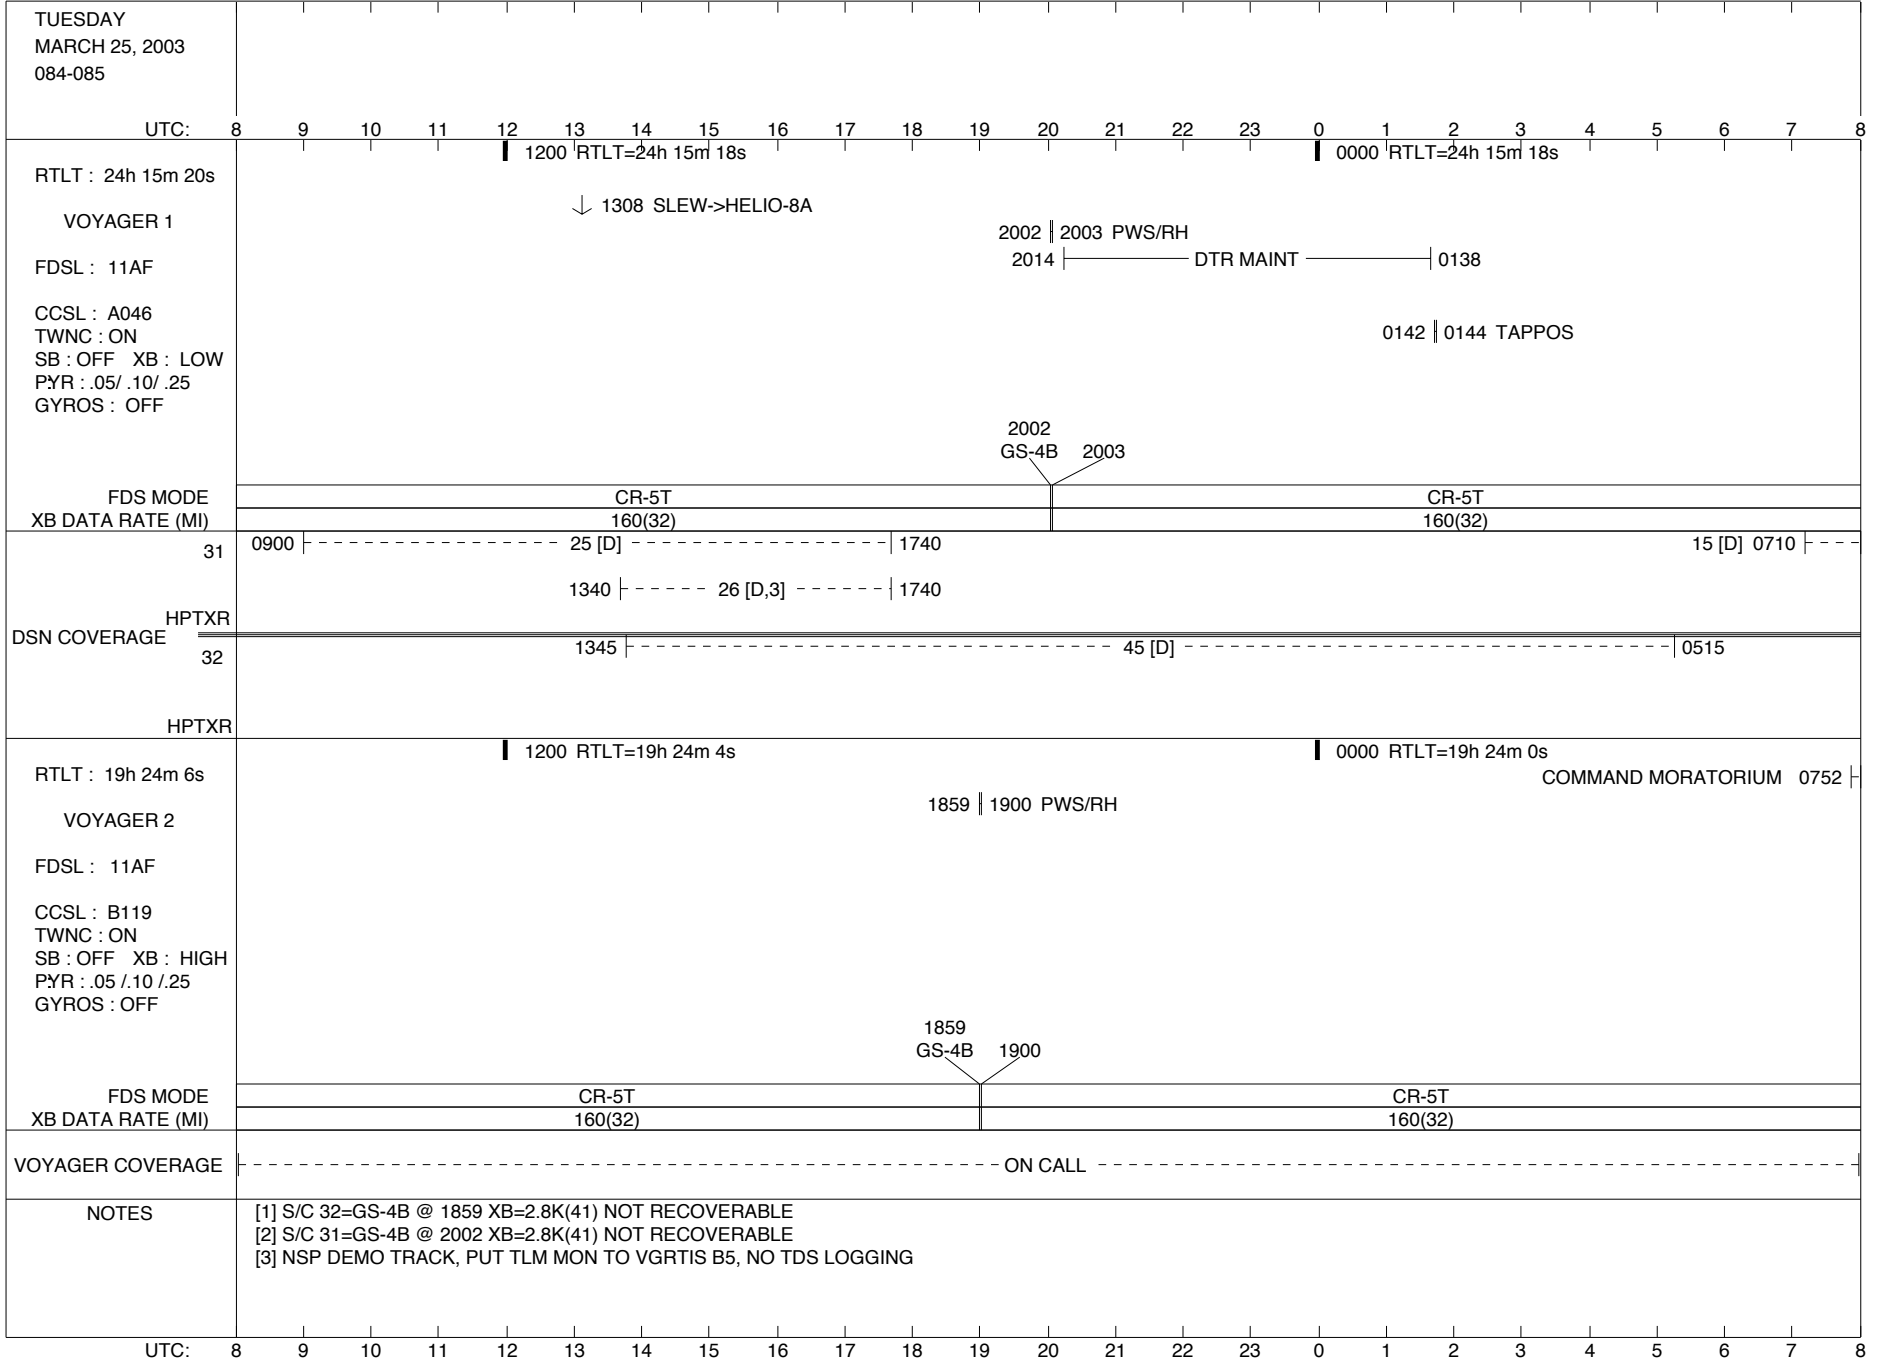 TUESDAY
MARCH 25, 2003
084-085
UTC: 8 9 10 11 12 13 14 15 16 17 18 19 20 21 22 23 0 1 2 3 4 5 6 7 8
1200 RTLT=24h 15m 18s 0000 RTLT=24h 15m 18s
RTLT : 24h 15m 20s
1308 SLEW->HELIO-8A
VOYAGER 1
2002 2003 PWS/RH
2014 DTR MAINT 0138
FDSL : 11AF
CCSL : A046
TWNC : ON
0142 0144 TAPPOS
SB : OFF XB : LOW
P:YR : .05/ .10/ .25
GYROS : OFF
2002
GS-4B 2003
FDS MODE CR-5T CR-5T
XB DATA RATE (MI) 160(32) 160(32)
31 0900 25 [D] 1740 15 [D] 0710
1340 26 [D,3] 1740
HPTXR
DSN COVERAGE
32 1345 45 [D] 0515
HPTXR
1200 RTLT=19h 24m 4s 0000 RTLT=19h 24m 0s
RTLT : 19h 24m 6s
COMMAND MORATORIUM 0752
1859 1900 PWS/RH
VOYAGER 2
FDSL : 11AF
CCSL : B119
TWNC : ON
SB : OFF XB : HIGH
P:YR : .05 /.10 /.25
GYROS : OFF
1859
GS-4B 1900
FDS MODE CR-5T CR-5T
XB DATA RATE (MI) 160(32) 160(32)
VOYAGER COVERAGE ON CALL
NOTES
[1] S/C 32=GS-4B @ 1859 XB=2.8K(41) NOT RECOVERABLE
[2] S/C 31=GS-4B @ 2002 XB=2.8K(41) NOT RECOVERABLE
[3] NSP DEMO TRACK, PUT TLM MON TO VGRTIS B5, NO TDS LOGGING
UTC: 8 9 10 11 12 13 14 15 16 17 18 19 20 21 22 23 0 1 2 3 4 5 6 7 8